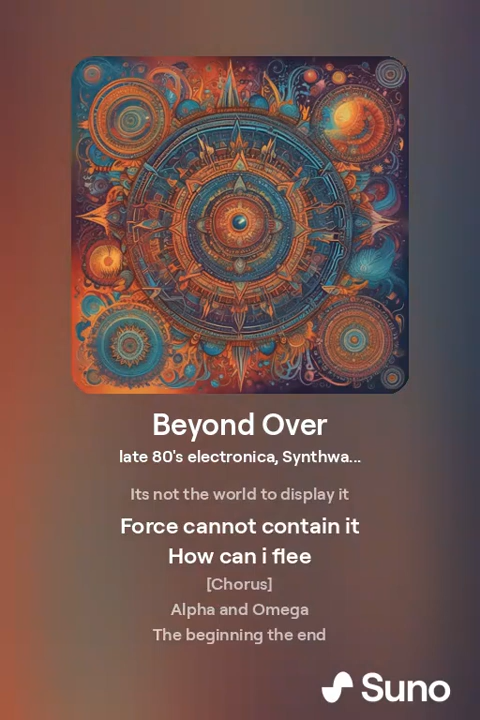 Beyond Over
late 80's electronica, Synthwa...
Its not the world to display it
Force cannot contain it
How can i flee
[Chorus]
Alpha and Omega
The beginning the end
Suno